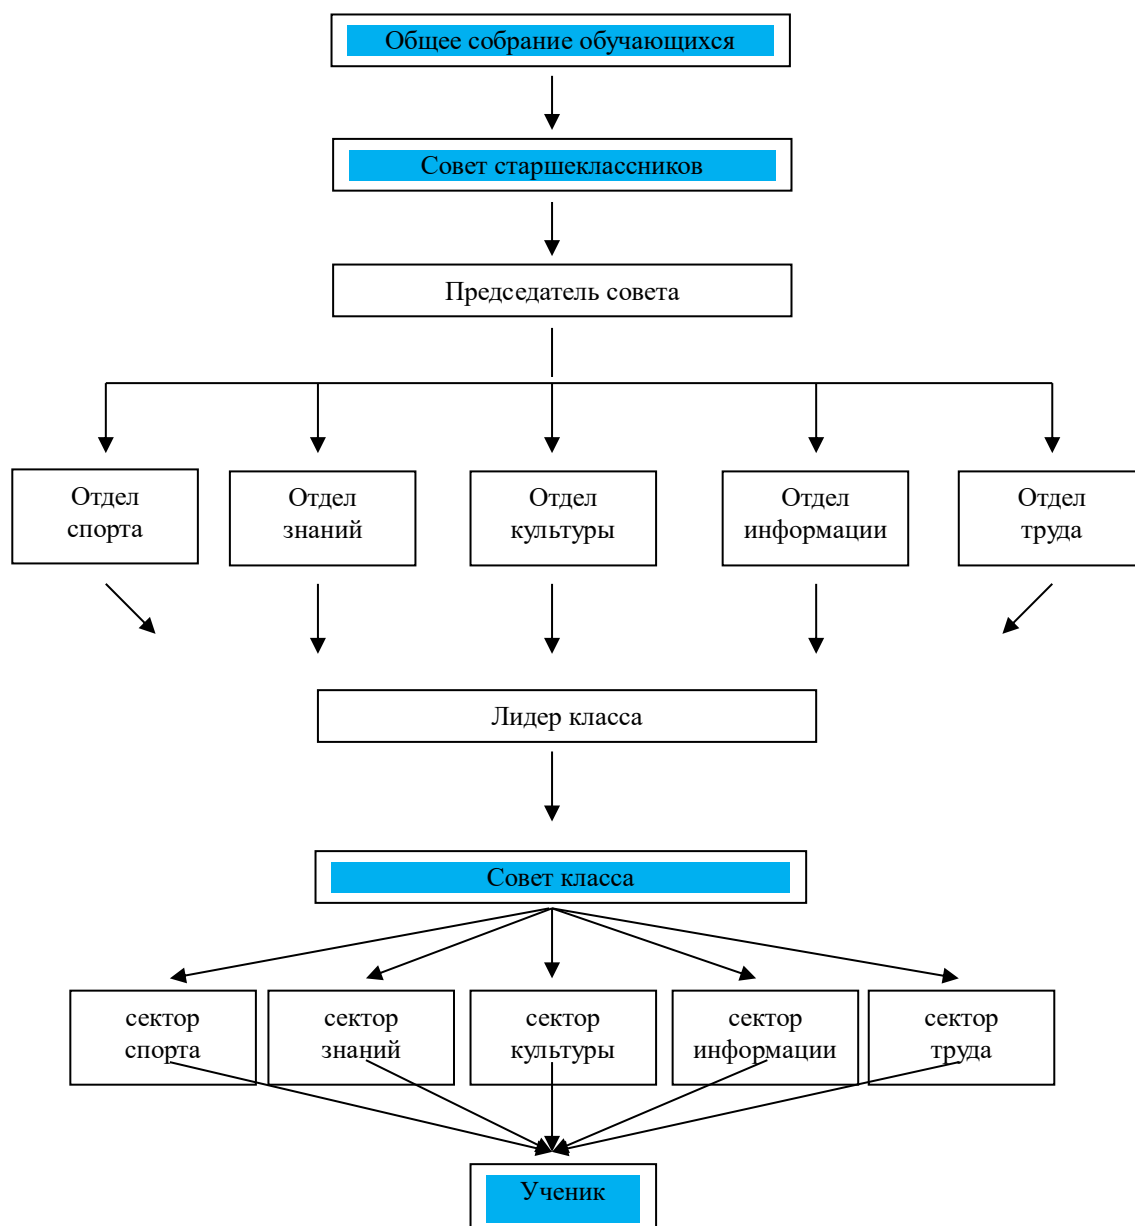 Общее собрание обучающихся
Совет старшеклассников
Председатель совета
Отдел
спорта
Отдел
знаний
Отдел
культуры
Отдел
информации
Отдел
труда
Лидер класса
Совет класса
сектор
спорта
сектор
знаний
сектор
культуры
сектор
информации
сектор
труда
Ученик